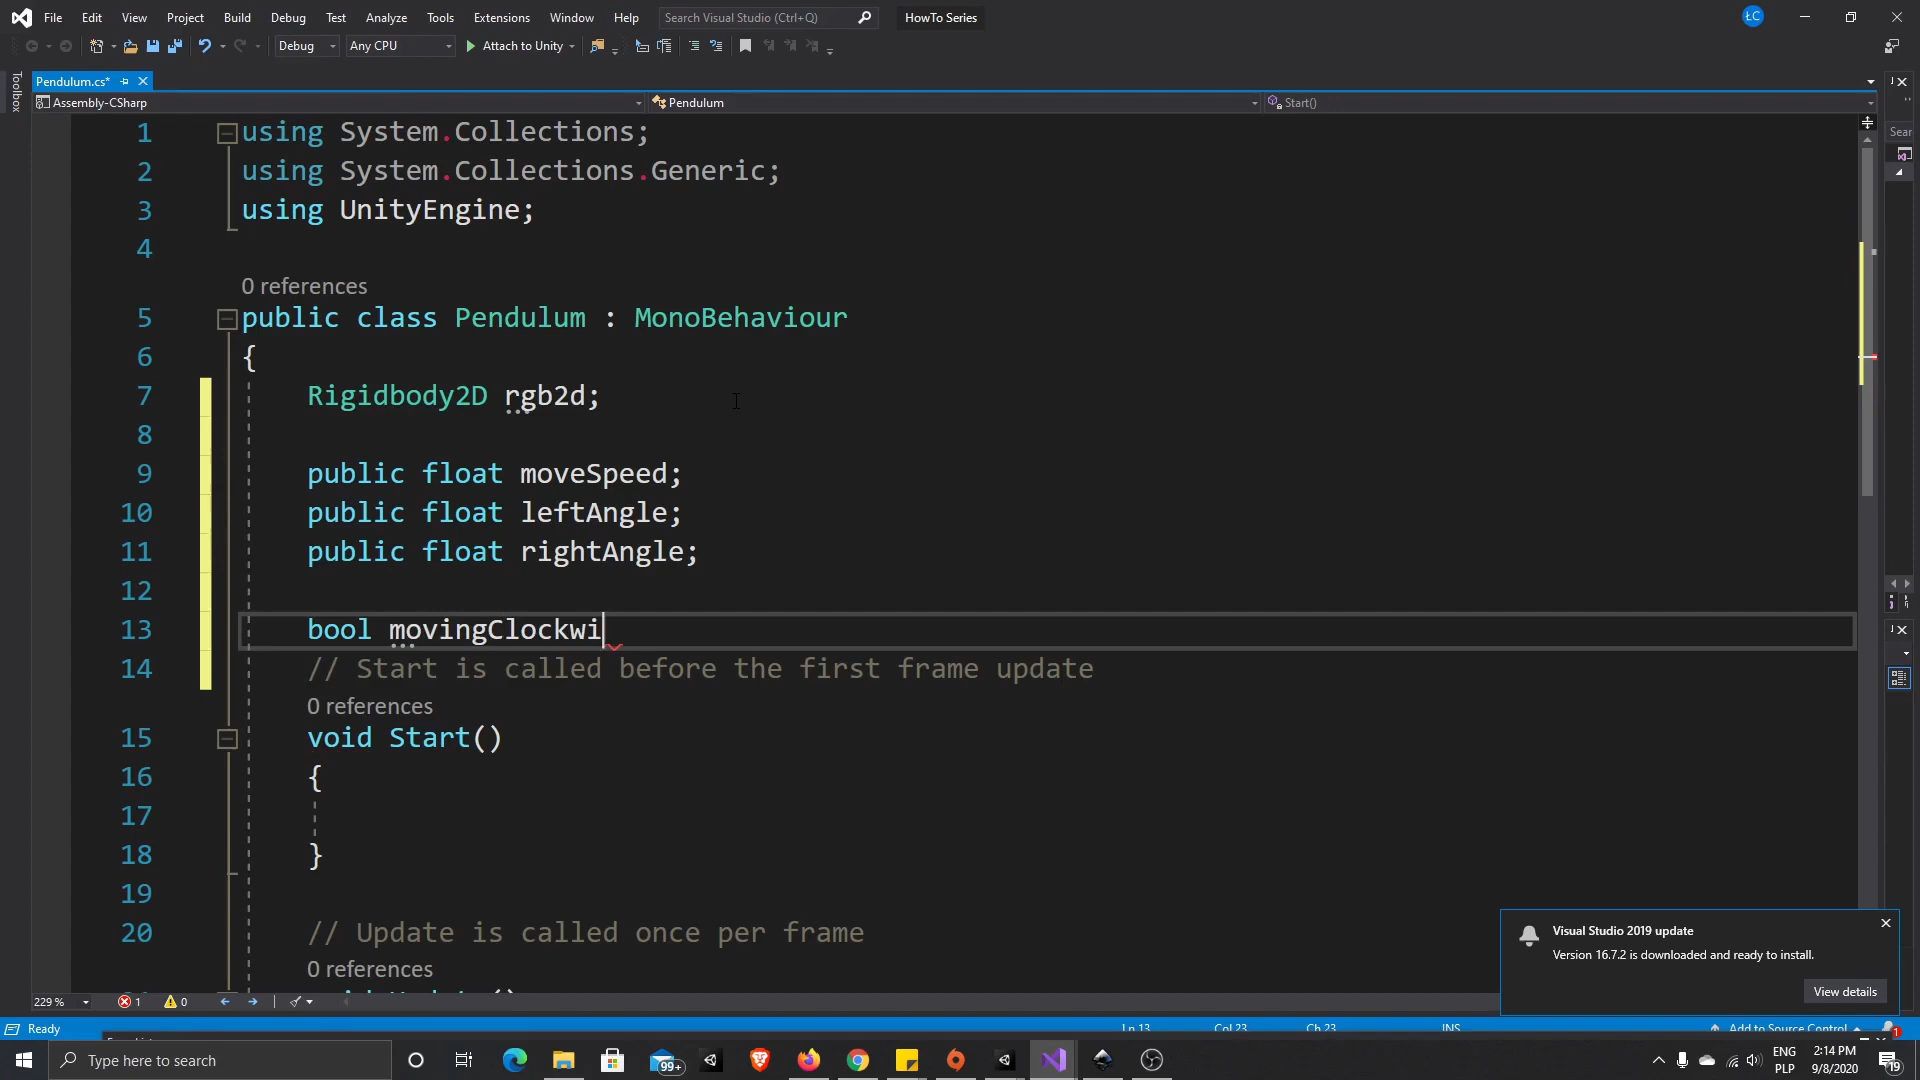 File Edit View Project Build Debug Test Analyze Tools Extensions Window Help Search Visual Studio (Ctrl+Q) HowTo Series ŁC
Debug Any CPU Attach to Unity
Toolbox
Pendulum.cs*
Assembly-CSharp Pendulum Start()
Sear
1 using System.Collections;
2 using System.Collections.Generic;
3 using UnityEngine;
4
0 references
5 public class Pendulum : MonoBehaviour
6 {
7 Rigidbody2D rgb2d;
8
9 public float moveSpeed;
10 public float leftAngle;
11 public float rightAngle;
12
13 bool movingClockwi
14 // Start is called before the first frame update
0 references
15 void Start()
16 {
17
18 }
19
20 // Update is called once per frame
0 references
Visual Studio 2019 update
Version 16.7.2 is downloaded and ready to install.
View details
229 % 1 0
Ready Ln 13 Col 23 Ch 23 INS Add to Source Control 1
Type here to search 99+ ENG PLP 2:14 PM 9/8/2020 19